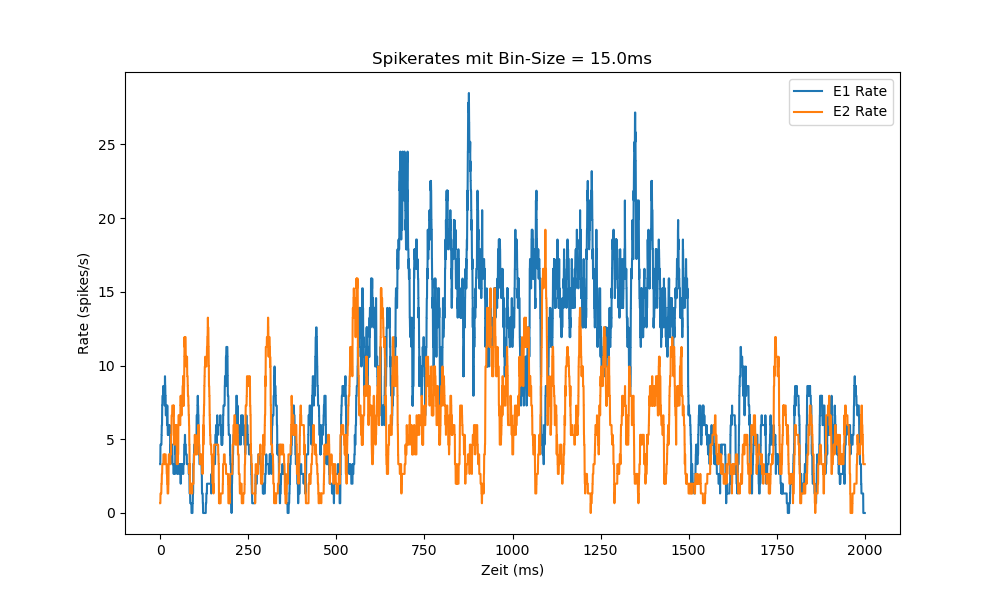 Spikerates mit Bin-Size = 15.0ms
E1 Rate
E2 Rate
Rate (spikes/s)
25
20
15
10
5
0
0 250 500 750 1000 1250 1500 1750 2000
Zeit (ms)